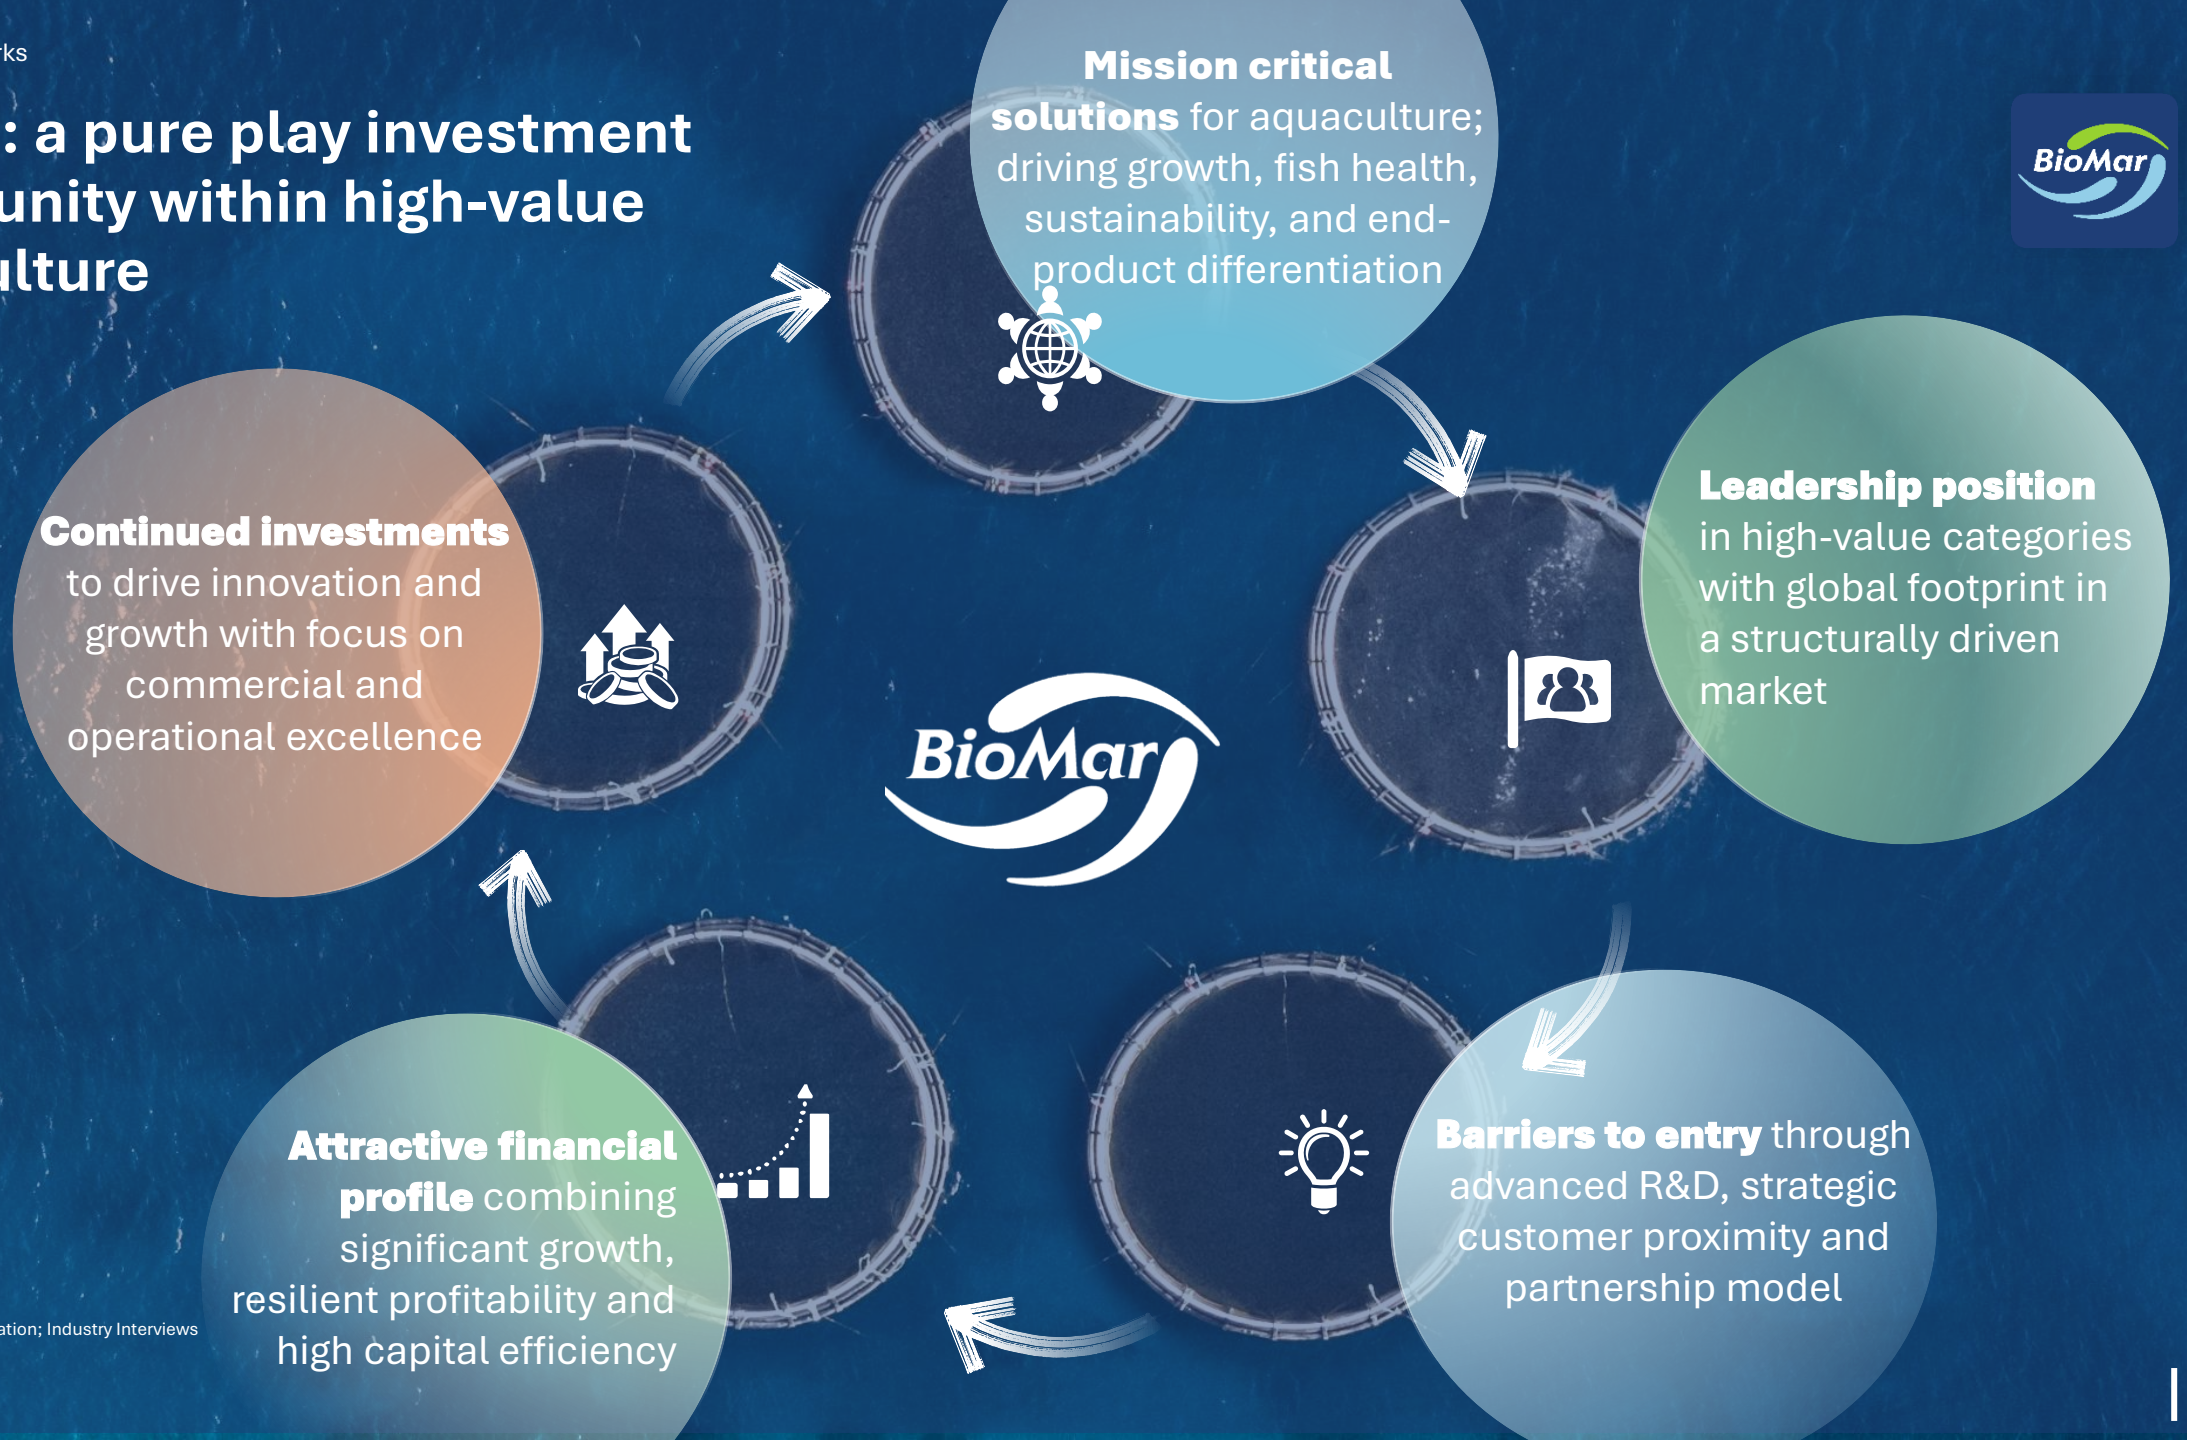 rks
: a pure play investment
unity within high-value
ulture
Mission critical
solutions for aquaculture;
driving growth, fish health,
sustainability, and end-
product differentiation
BioMar
Leadership position
in high-value categories
with global footprint in
a structurally driven
market
Continued investments
to drive innovation and
growth with focus on
commercial and
operational excellence
BioMar
Barriers to entry through
advanced R&D, strategic
customer proximity and
partnership model
Attractive financial
profile combining
significant growth,
resilient profitability and
high capital efficiency
ation; Industry Interviews